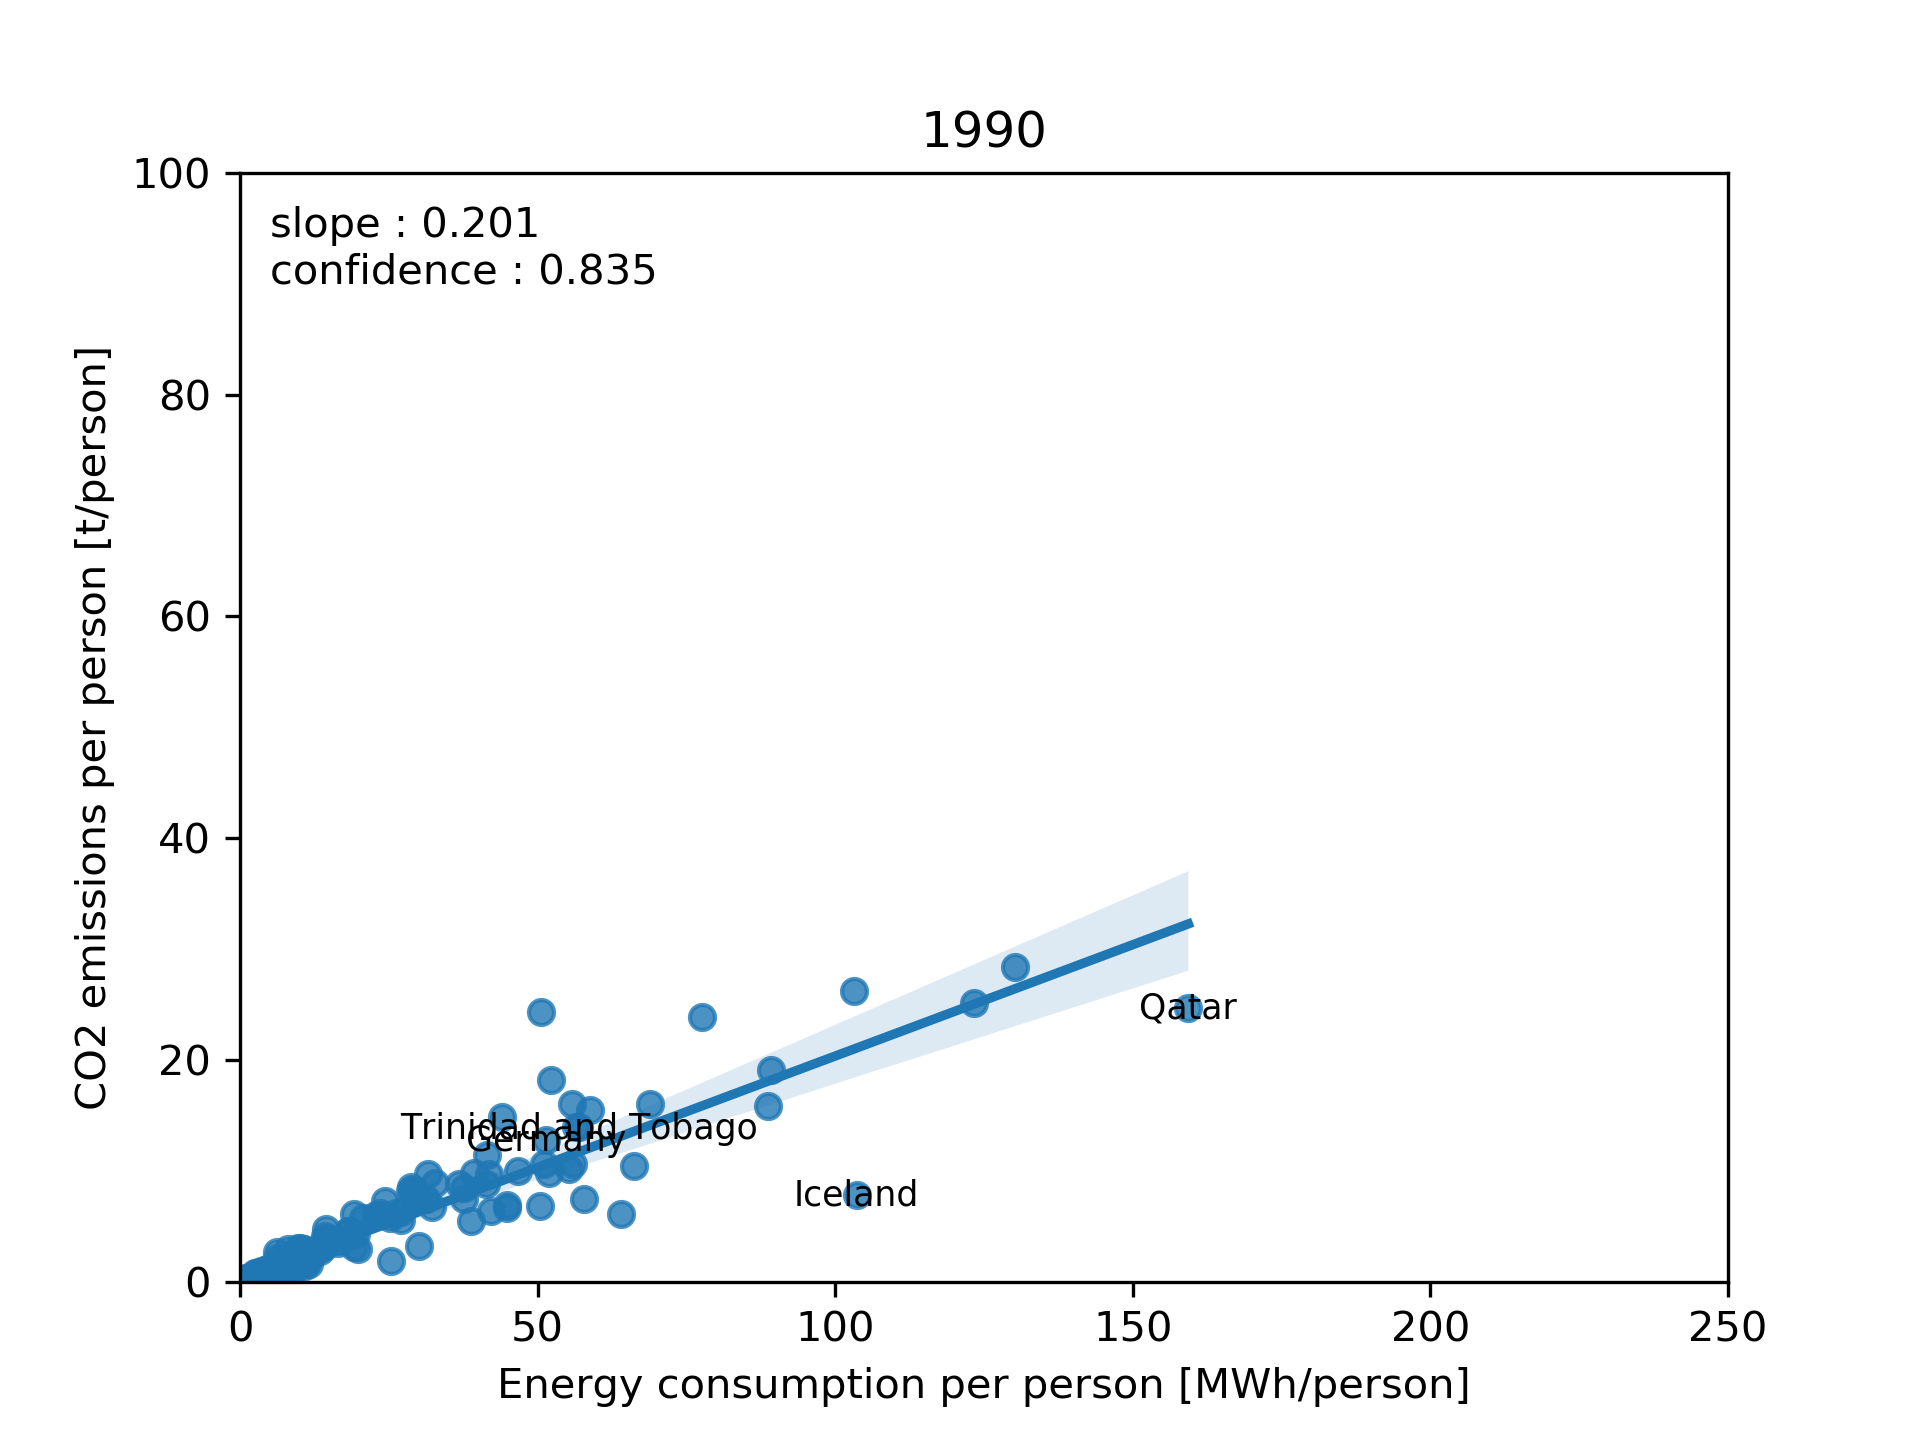 1990
slope : 0.201
confidence : 0.835
CO2 emissions per person [t/person]
100
80
60
40
20
0
Qatar
Trinidad and Tobago
Germany
Iceland
0 50 100 150 200 250
Energy consumption per person [MWh/person]